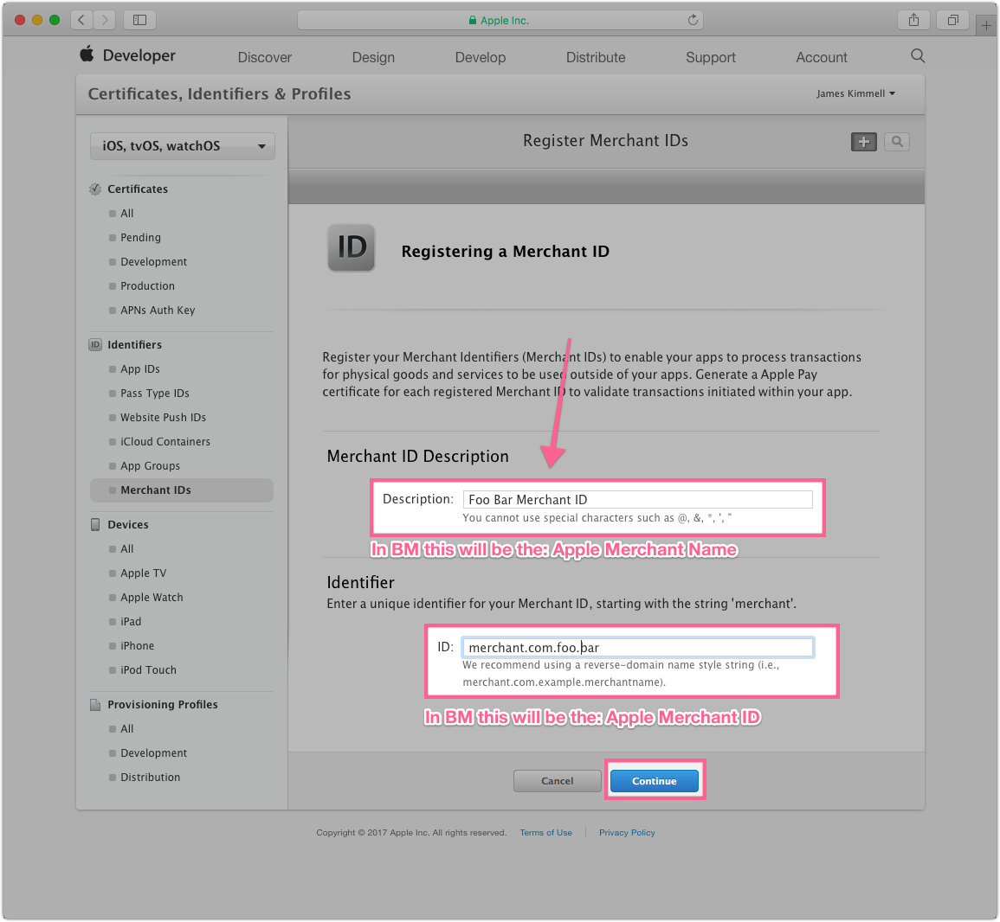 Apple Inc.
Developer
Discover
Design
Develop
Distribute
Support
Account
Certificates, Identifiers & Profiles
James Kimmell
iOS, tvOS, watchOS
Register Merchant IDs
Certificates
All
Pending
Development
Production
APNs Auth Key
ID Identifiers
App IDs
Pass Type IDs
Website Push IDs
iCloud Containers
App Groups
Merchant IDs
Devices
All
Apple TV
Apple Watch
iPad
iPhone
iPod Touch
Provisioning Profiles
All
Development
Distribution
ID
Registering a Merchant ID
Register your Merchant Identifiers (Merchant IDs) to enable your apps to process transactions
for physical goods and services to be used outside of your apps. Generate a Apple Pay
certificate for each registered Merchant ID to validate transactions initiated within your app.
Merchant ID Description
Description: Foo Bar Merchant ID
You cannot use special characters such as @, &, *, ', "
In BM this will be the: Apple Merchant Name
Identifier
Enter a unique identifier for your Merchant ID, starting with the string 'merchant'.
ID: merchant.com.foo.bar
We recommend using a reverse-domain name style string (i.e.,
merchant.com.example.merchantname).
In BM this will be the: Apple Merchant ID
Cancel
Continue
Copyright © 2017 Apple Inc. All rights reserved. Terms of Use Privacy Policy